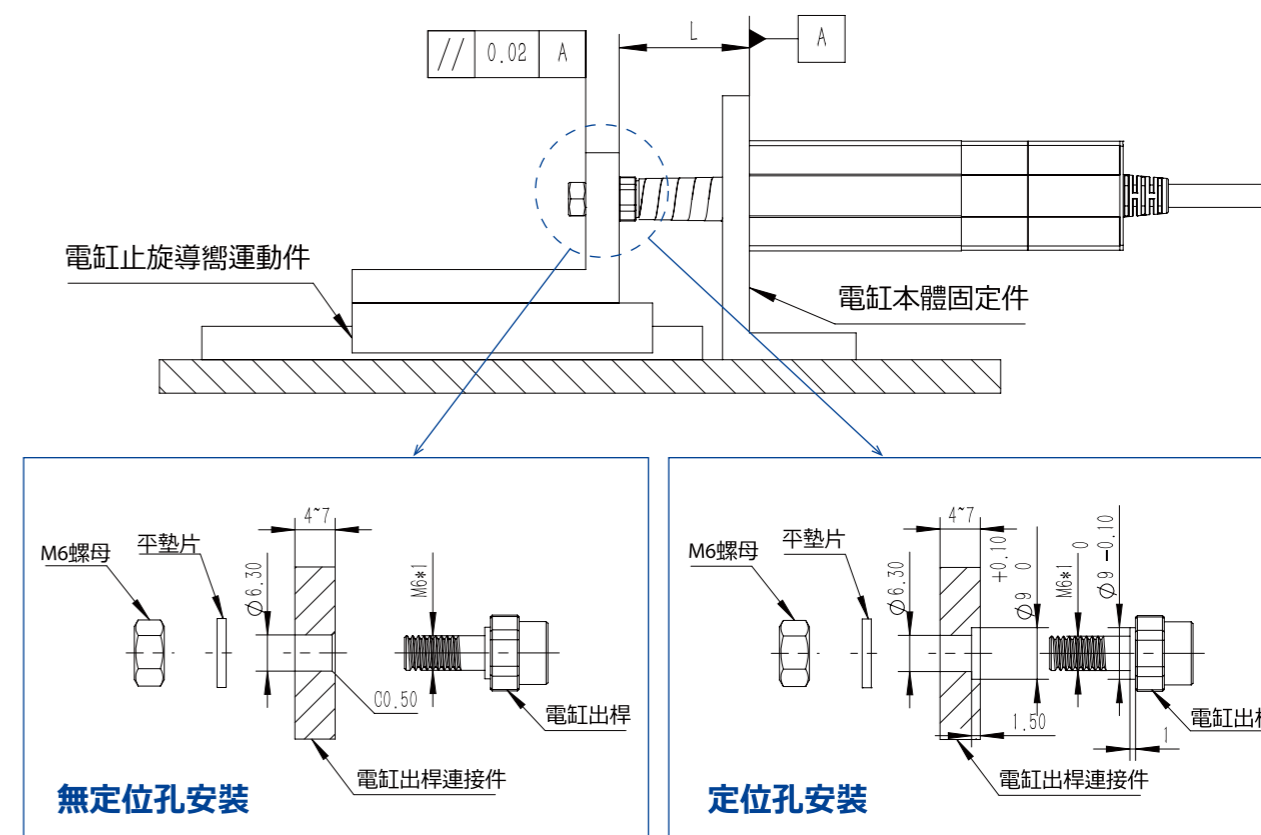 L
A
// 0.02 A
電缸止旋導嚮運動件
電缸本體固定件
4~7
M6螺母
平墊片
Ø6.30
M6*1
C0.50
電缸出桿
電缸出桿連接件
無定位孔安裝
4~7
M6螺母
平墊片
Ø6.30
+0.10
Ø9 0
M6*1
0
Ø9 -0.10
1.50
1
電缸出
電缸出桿連接件
定位孔安裝